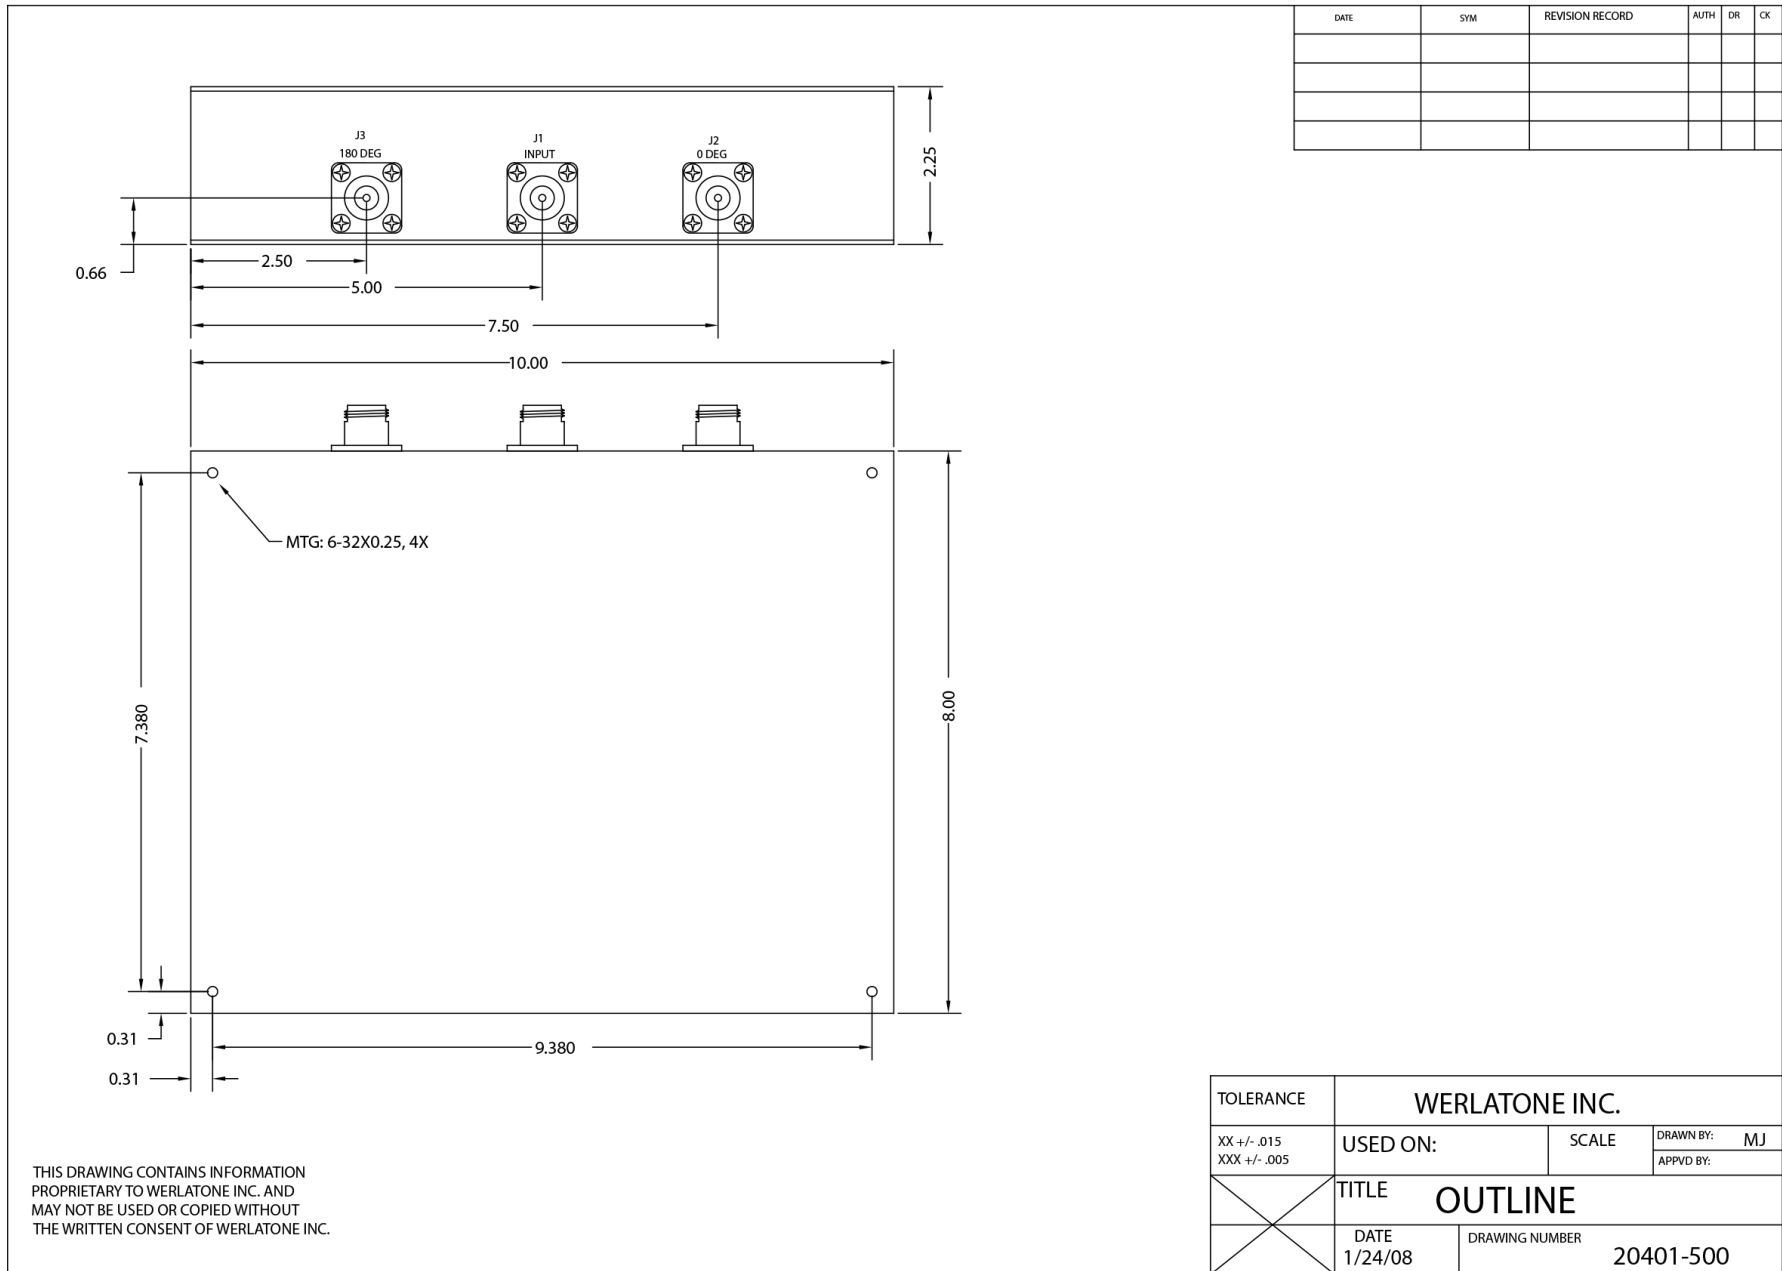 DATE SYM REVISION RECORD AUTH DR CK
J3
180 DEG
J1
INPUT
J2
0 DEG
2.25
0.66
2.50
5.00
7.50
10.00
MTG: 6-32X0.25, 4X
7.380
8.00
0.31
9.380
0.31
THIS DRAWING CONTAINS INFORMATION
PROPRIETARY TO WERLATONE INC. AND
MAY NOT BE USED OR COPIED WITHOUT
THE WRITTEN CONSENT OF WERLATONE INC.
TOLERANCE
WERLATONE INC.
XX +/- .015
XXX +/- .005
USED ON:
SCALE
DRAWN BY: MJ
APPVD BY:
TITLE OUTLINE
DATE
1/24/08
DRAWING NUMBER
20401-500